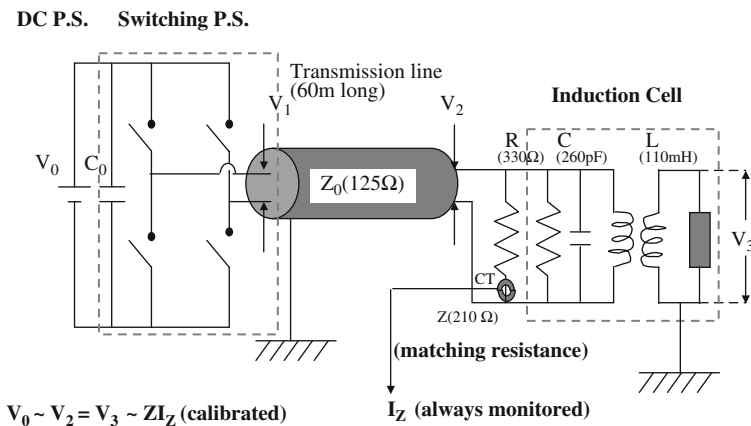 DC P.S. Switching P.S.
Transmission line
(60m long)
V1
V2
Induction Cell
V0
C0
Z0(125Ω)
R
(330Ω)
C
(260pF)
L
(110mH)
V3
CT
Z(210 Ω)
(matching resistance)
V0 ~ V2 = V3 ~ ZIZ (calibrated)
IZ (always monitored)